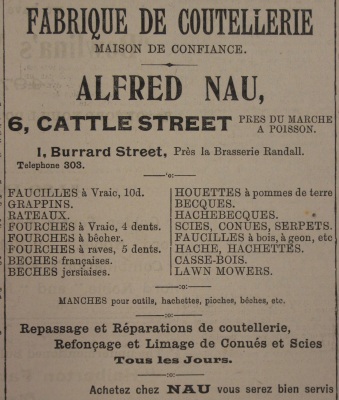 FABRIQUE DE COUTELLERIE
MAISON DE CONFIANCE.
ALFRED NAU,
6, CATTLE STREET PRES DU MARCHE A POISSON.
1, Burrard Street, Près la Brasserie Randall.
Telephone 303.
FAUCILLES à Vraic, 10d.
GRAPPINS.
RATEAUX.
FOURCHES à Vraic, 4 dents.
FOURCHES à bêcher.
FOURCHES à raves, 5 dents.
BECHES françaises.
BECHES jersiaises.
HOUETTES à pommes de terre
BECQUES.
HACHEBECQUES.
SCIES, CONUES, SERPETS.
FAUCILLES à bois, à geon, etc
HACHE, HACHETTES.
CASSE-BOIS.
LAWN MOWERS.
MANCHES pour outils, hachettes, pioches, bêches, etc.
Repassage et Réparations de coutellerie,
Refonçage et Limage de Conués et Scies
Tous les Jours.
Achetez chez NAU vous serez bien servis